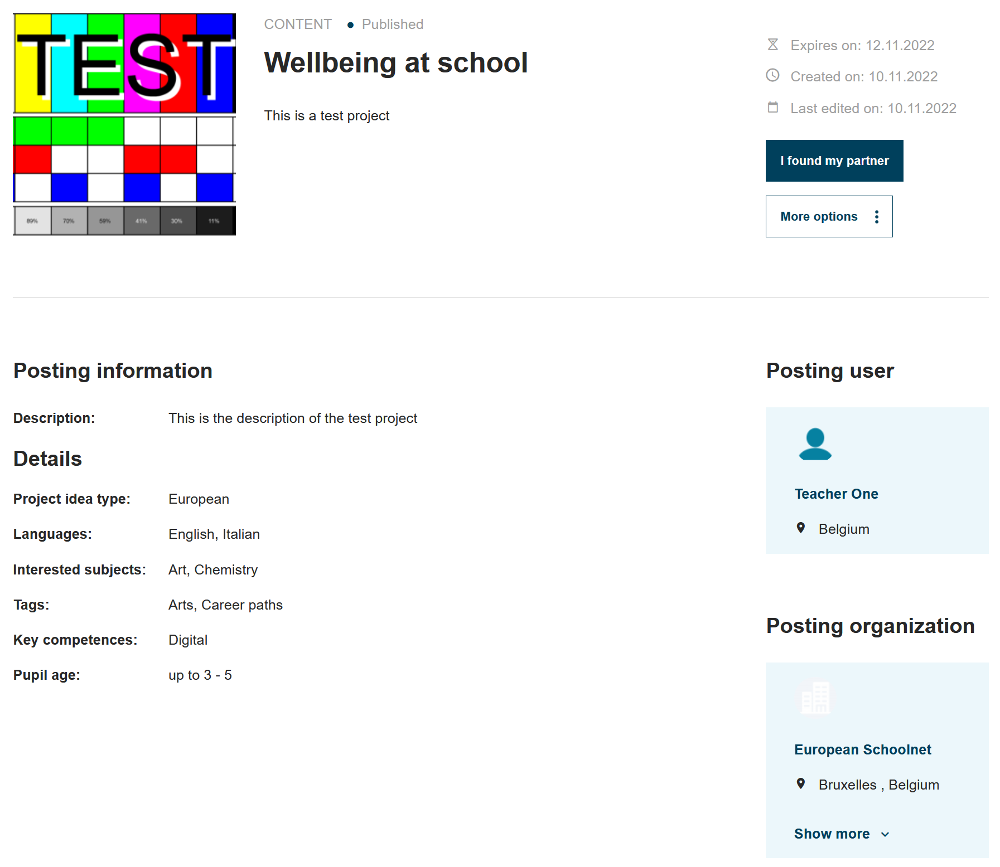 TEST
89% 70% 59% 41% 30% 11%
CONTENT • Published
Wellbeing at school
This is a test project
Expires on: 12.11.2022
Created on: 10.11.2022
Last edited on: 10.11.2022
I found my partner
More options
Posting information
Description: This is the description of the test project
Details
Project idea type: European
Languages: English, Italian
Interested subjects: Art, Chemistry
Tags: Arts, Career paths
Key competences: Digital
Pupil age: up to 3 - 5
Posting user
Teacher One
Belgium
Posting organization
European Schoolnet
Bruxelles , Belgium
Show more